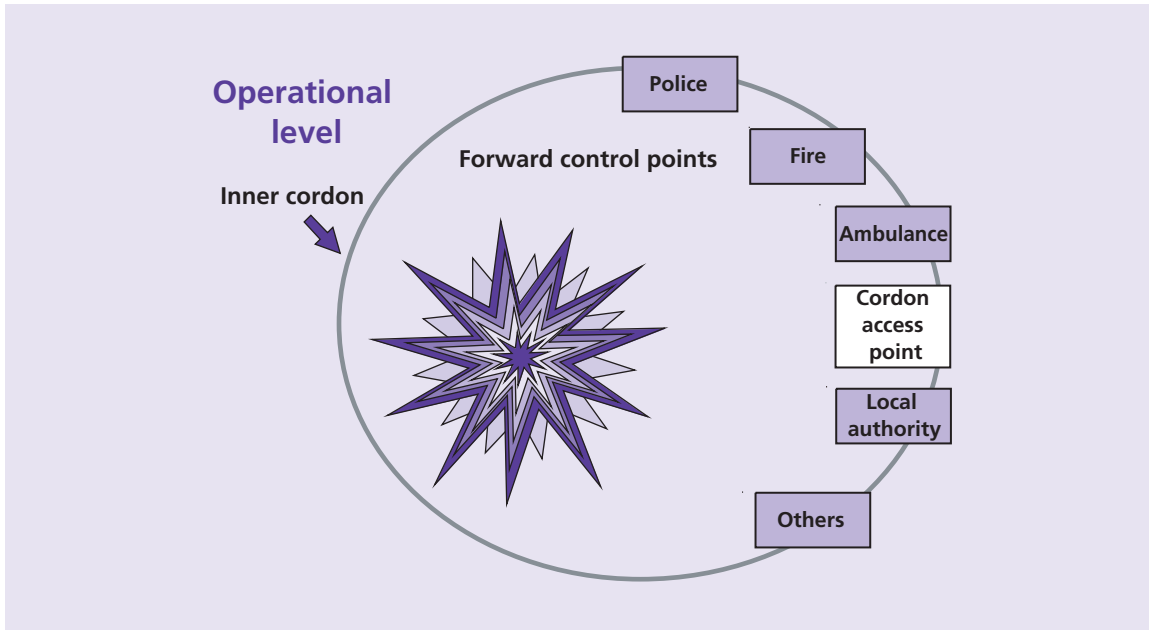 Operational
level
Inner cordon
Forward control points
Police
Fire
Ambulance
Cordon
access
point
Local
authority
Others